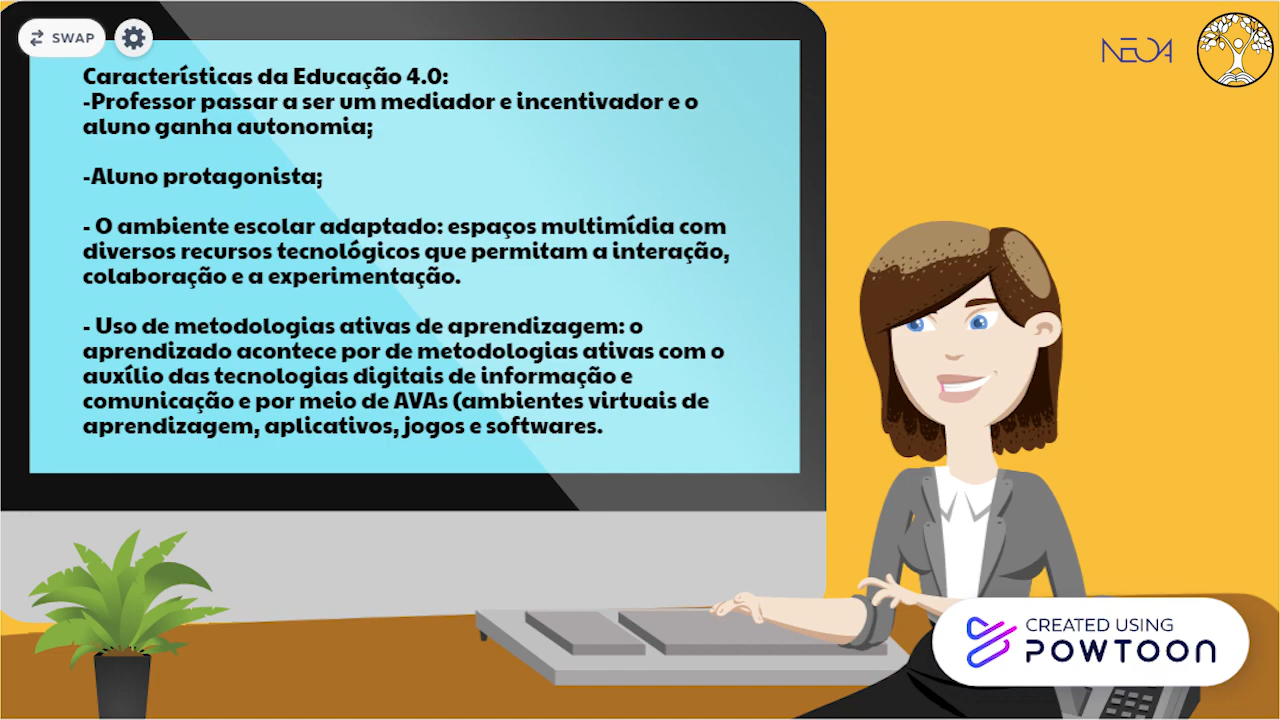 SWAP
NEO4
Características da Educação 4.0:
-Professor passar a ser um mediador e incentivador e o
aluno ganha autonomia;
-Aluno protagonista;
- O ambiente escolar adaptado: espaços multimídia com
diversos recursos tecnológicos que permitam a interação,
colaboração e a experimentação.
- Uso de metodologias ativas de aprendizagem: o
aprendizado acontece por de metodologias ativas com o
auxílio das tecnologias digitais de informação e
comunicação e por meio de AVAs (ambientes virtuais de
aprendizagem, aplicativos, jogos e softwares.
CREATED USING
POWTOON